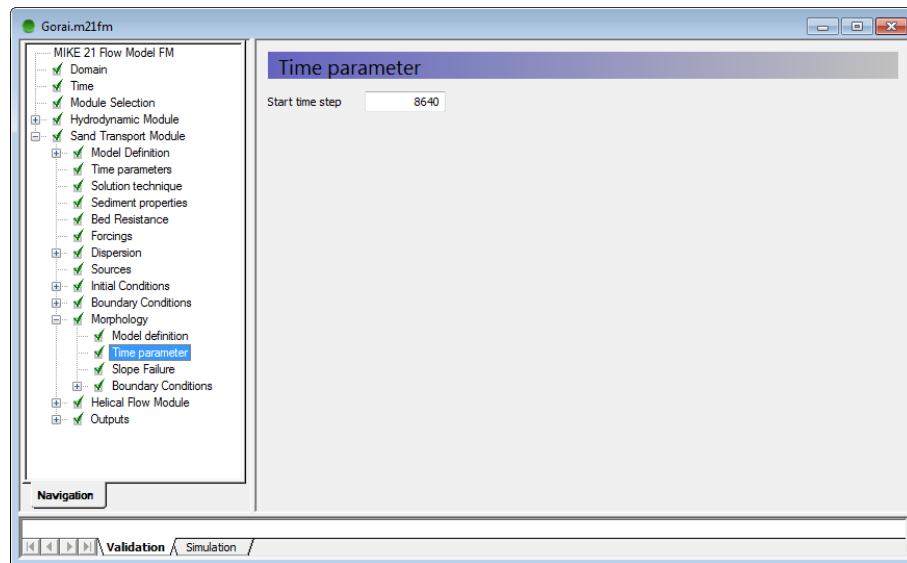 Gorai.m21fm
MIKE 21 Flow Model FM
Domain
Time
Module Selection
Hydrodynamic Module
Sand Transport Module
Model Definition
Time parameters
Solution technique
Sediment properties
Bed Resistance
Forcings
Dispersion
Sources
Initial Conditions
Boundary Conditions
Morphology
Model definition
Time parameter
Slope Failure
Boundary Conditions
Helical Flow Module
Outputs
Navigation
Time parameter
Start time step 8640
Validation Simulation